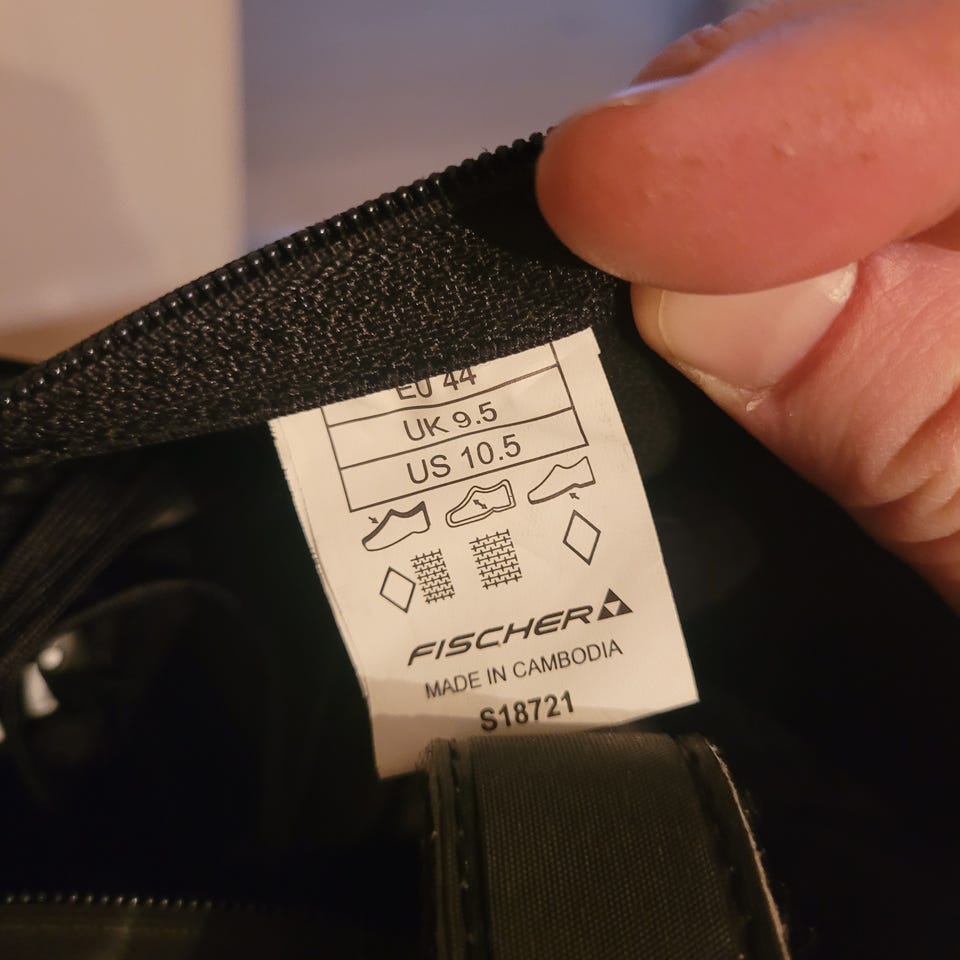 EU 44
UK 9.5
US 10.5
FISCHER
MADE IN CAMBODIA
S18721